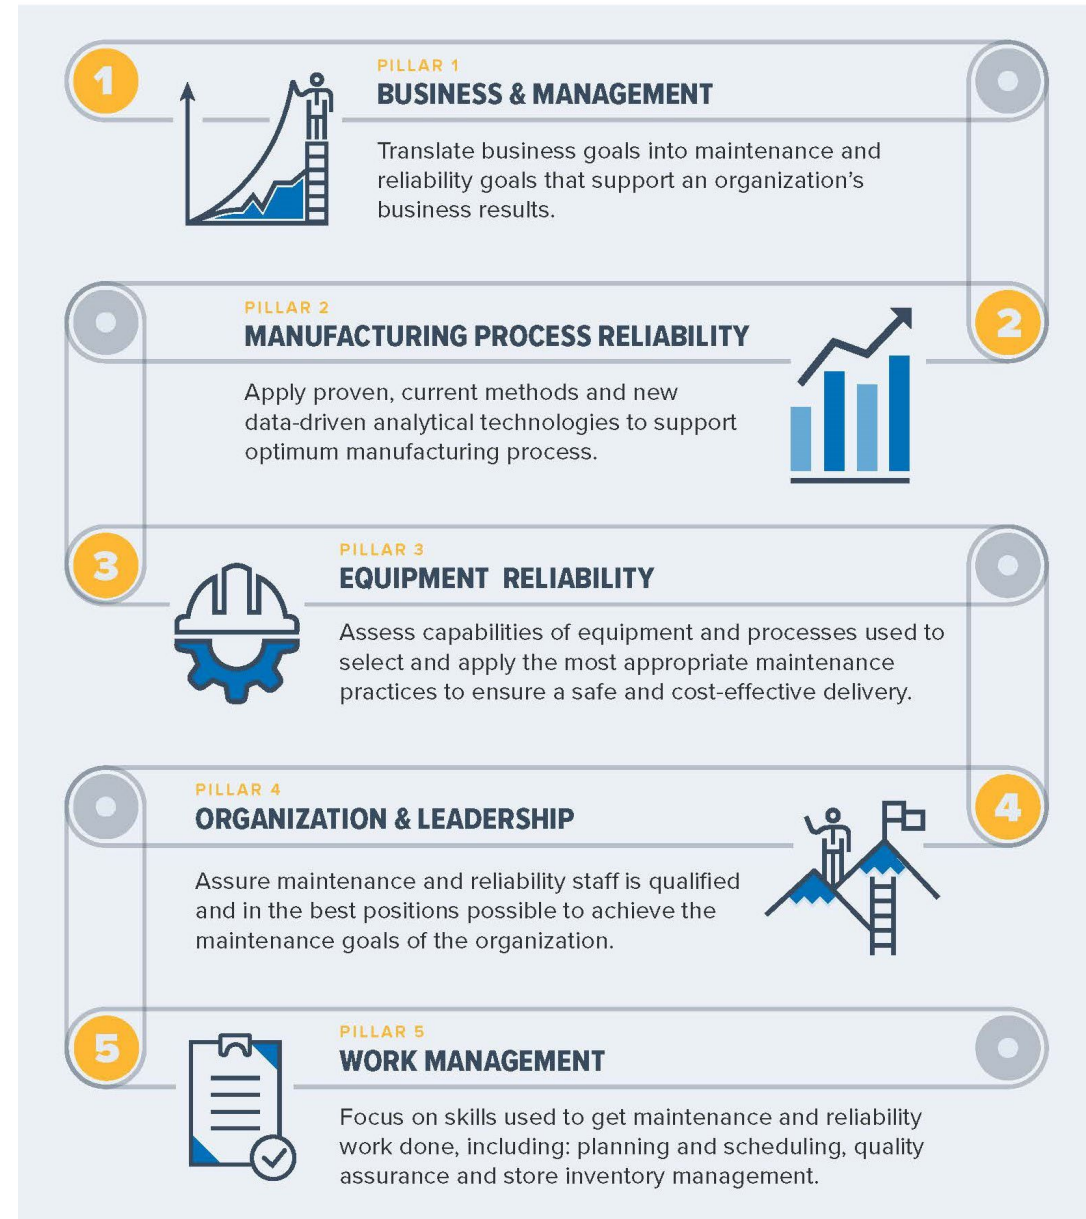 1
PILLAR 1
BUSINESS & MANAGEMENT
Translate business goals into maintenance and
reliability goals that support an organization’s
business results.
PILLAR 2
2
MANUFACTURING PROCESS RELIABILITY
Apply proven, current methods and new
data-driven analytical technologies to support
optimum manufacturing process.
3
PILLAR 3
EQUIPMENT RELIABILITY
Assess capabilities of equipment and processes used to
select and apply the most appropriate maintenance
practices to ensure a safe and cost-effective delivery.
PILLAR 4
4
ORGANIZATION & LEADERSHIP
Assure maintenance and reliability staff is qualified
and in the best positions possible to achieve the
maintenance goals of the organization.
5
PILLAR 5
WORK MANAGEMENT
Focus on skills used to get maintenance and reliability
work done, including: planning and scheduling, quality
assurance and store inventory management.